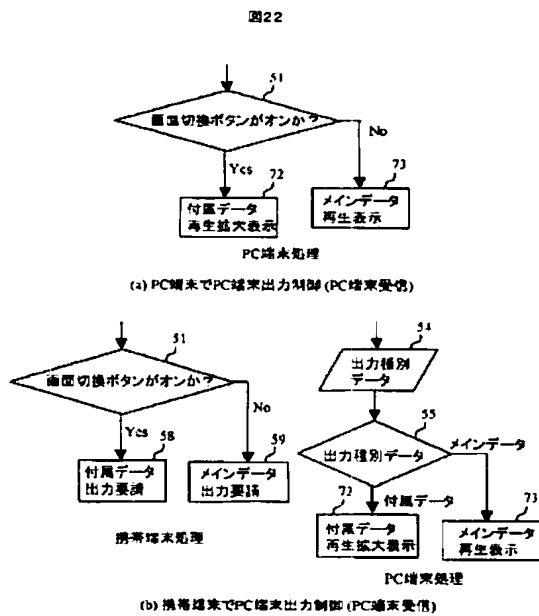 図22
51
画面切換ボタンがオンか？
No
Yes
72
付属データ
再生拡大表示
73
メインデータ
再生表示
PC端末処理
(a) PC端末でPC端末出力制御 (PC端末受信)
51
画面切換ボタンがオンか？
Yes
No
58
付属データ
出力要請
59
メインデータ
出力要請
携帯端末処理
54
出力種別
データ
55
出力種別データ
メインデータ
付属データ
72
付属データ
再生拡大表示
73
メインデータ
再生表示
PC端末処理
(b) 携帯端末でPC端末出力制御 (PC端末受信)